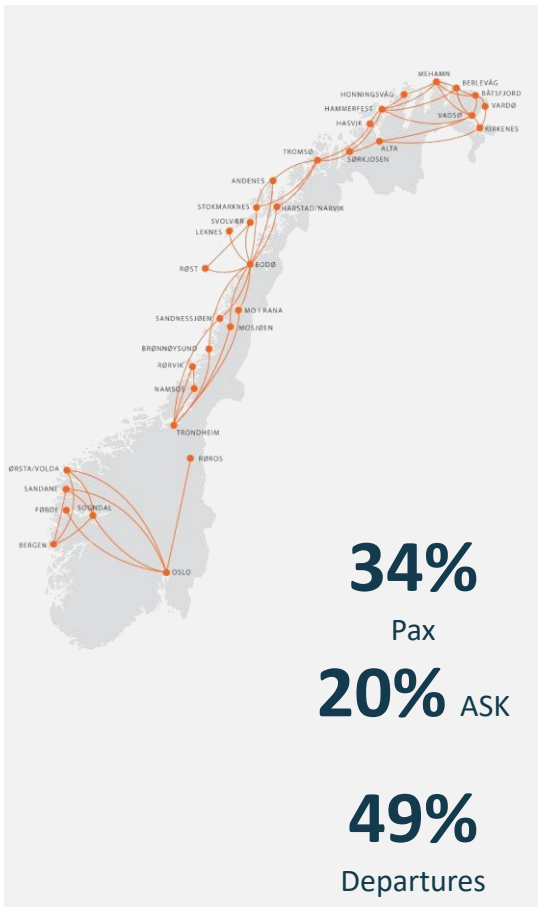 MEHAMN
BERLEVÅG
HONNINGSVÅG
BÅTSFJORD
HAMMERFEST
VARDØ
VADSØ
HASVIK
KIRKENES
ALTA
TROMSØ
SØRKJOSEN
ANDENES
STOKMARKNES
HARSTAD/NARVIK
SVOLVÆR
LEKNES
BODØ
RØST
MO I RANA
SANDNESSJØEN
MOSJØEN
BRØNNØYSUND
RØRVIK
NAMSOS
TRONDHEIM
RØROS
ØRSTA/VOLDA
SANDANE
FØRDE
SOGNDAL
BERGEN
OSLO
34%
Pax
20% ASK
49%
Departures